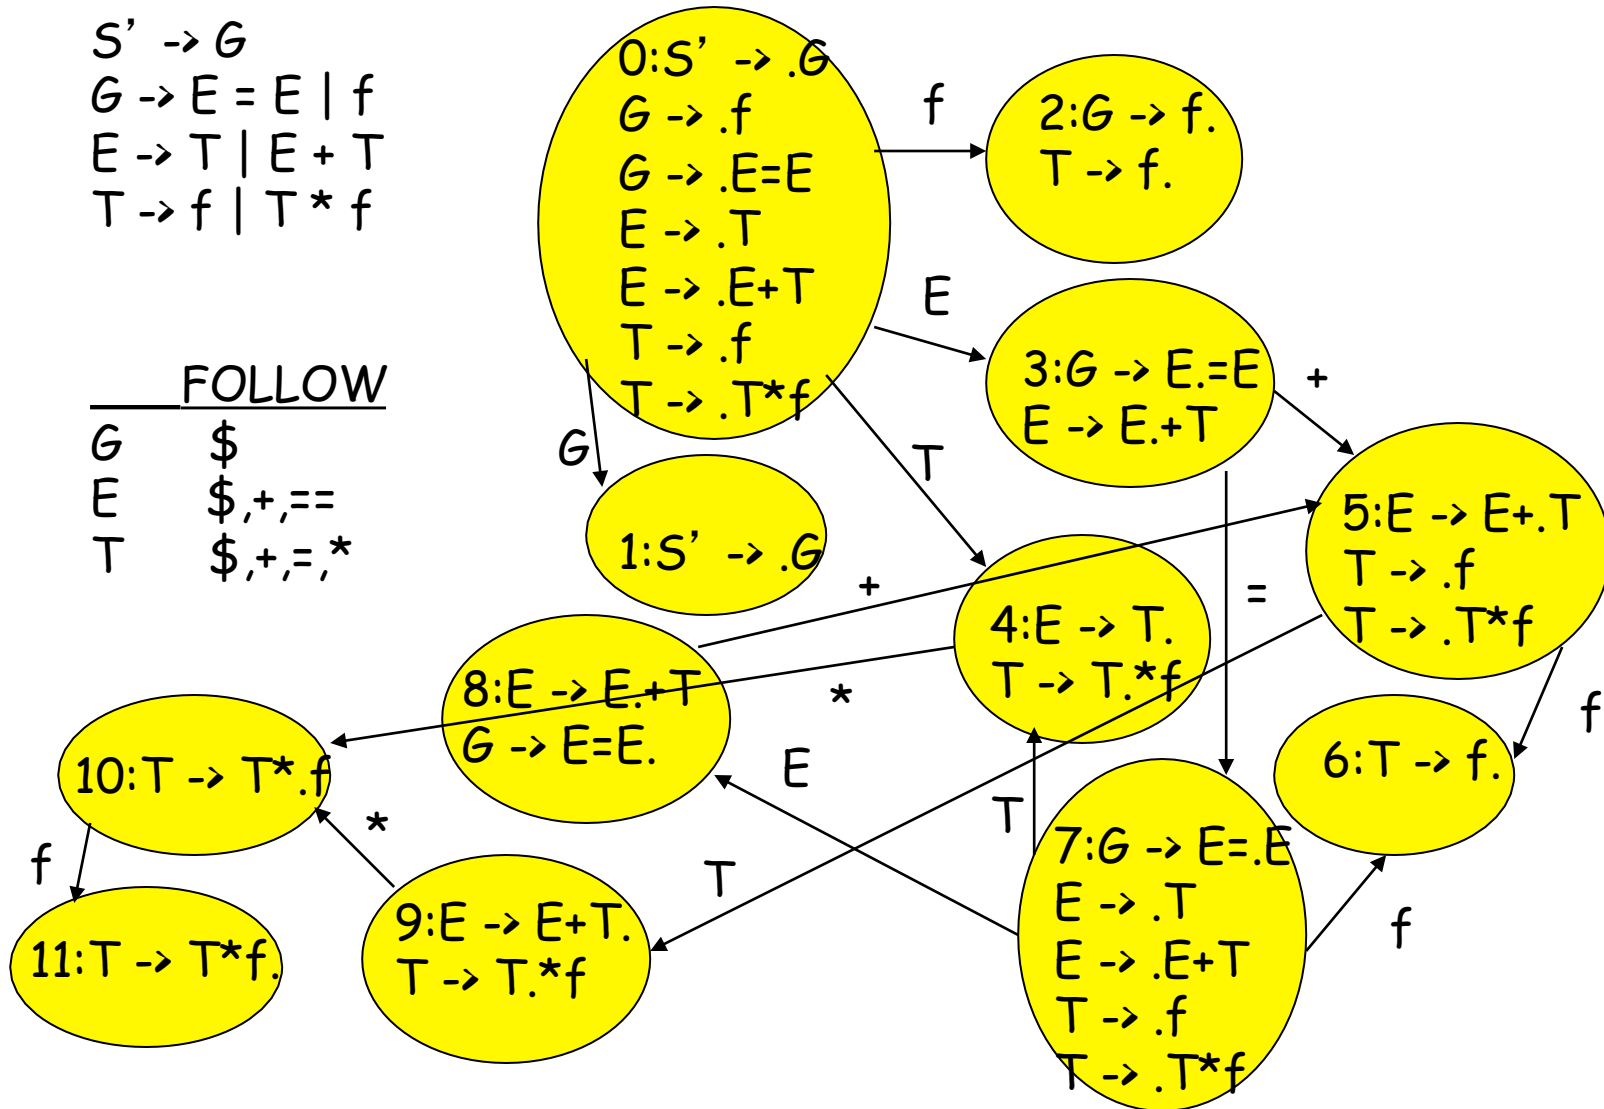 S’ -> G
G -> E = E | f
E -> T | E + T
T -> f | T * f
FOLLOW
G $
E $,+,==
T $,+,=,*
0:S’ -> .G
G -> .f
G -> .E=E
E -> .T
E -> .E+T
T -> .f
T -> .T*f
f
2:G -> f.
T -> f.
E
3:G -> E.=E
E -> E.+T
+
G
T
1:S’ -> .G
5:E -> E+.T
T -> .f
T -> .T*f
+
=
4:E -> T.
T -> T.*f
8:E -> E.+T
G -> E=E.
*
f
10:T -> T*.f
E
6:T -> f.
*
T
7:G -> E=.E
E -> .T
E -> .E+T
T -> .f
T -> .T*f
f
T
f
9:E -> E+T.
T -> T.*f
11:T -> T*f.